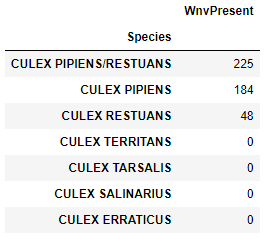 WnvPresent
Species
CULEX PIPIENS/RESTUANS 225
CULEX PIPIENS 184
CULEX RESTUANS 48
CULEX TERRITANS 0
CULEX TARSALIS 0
CULEX SALINARIUS 0
CULEX ERRATICUS 0